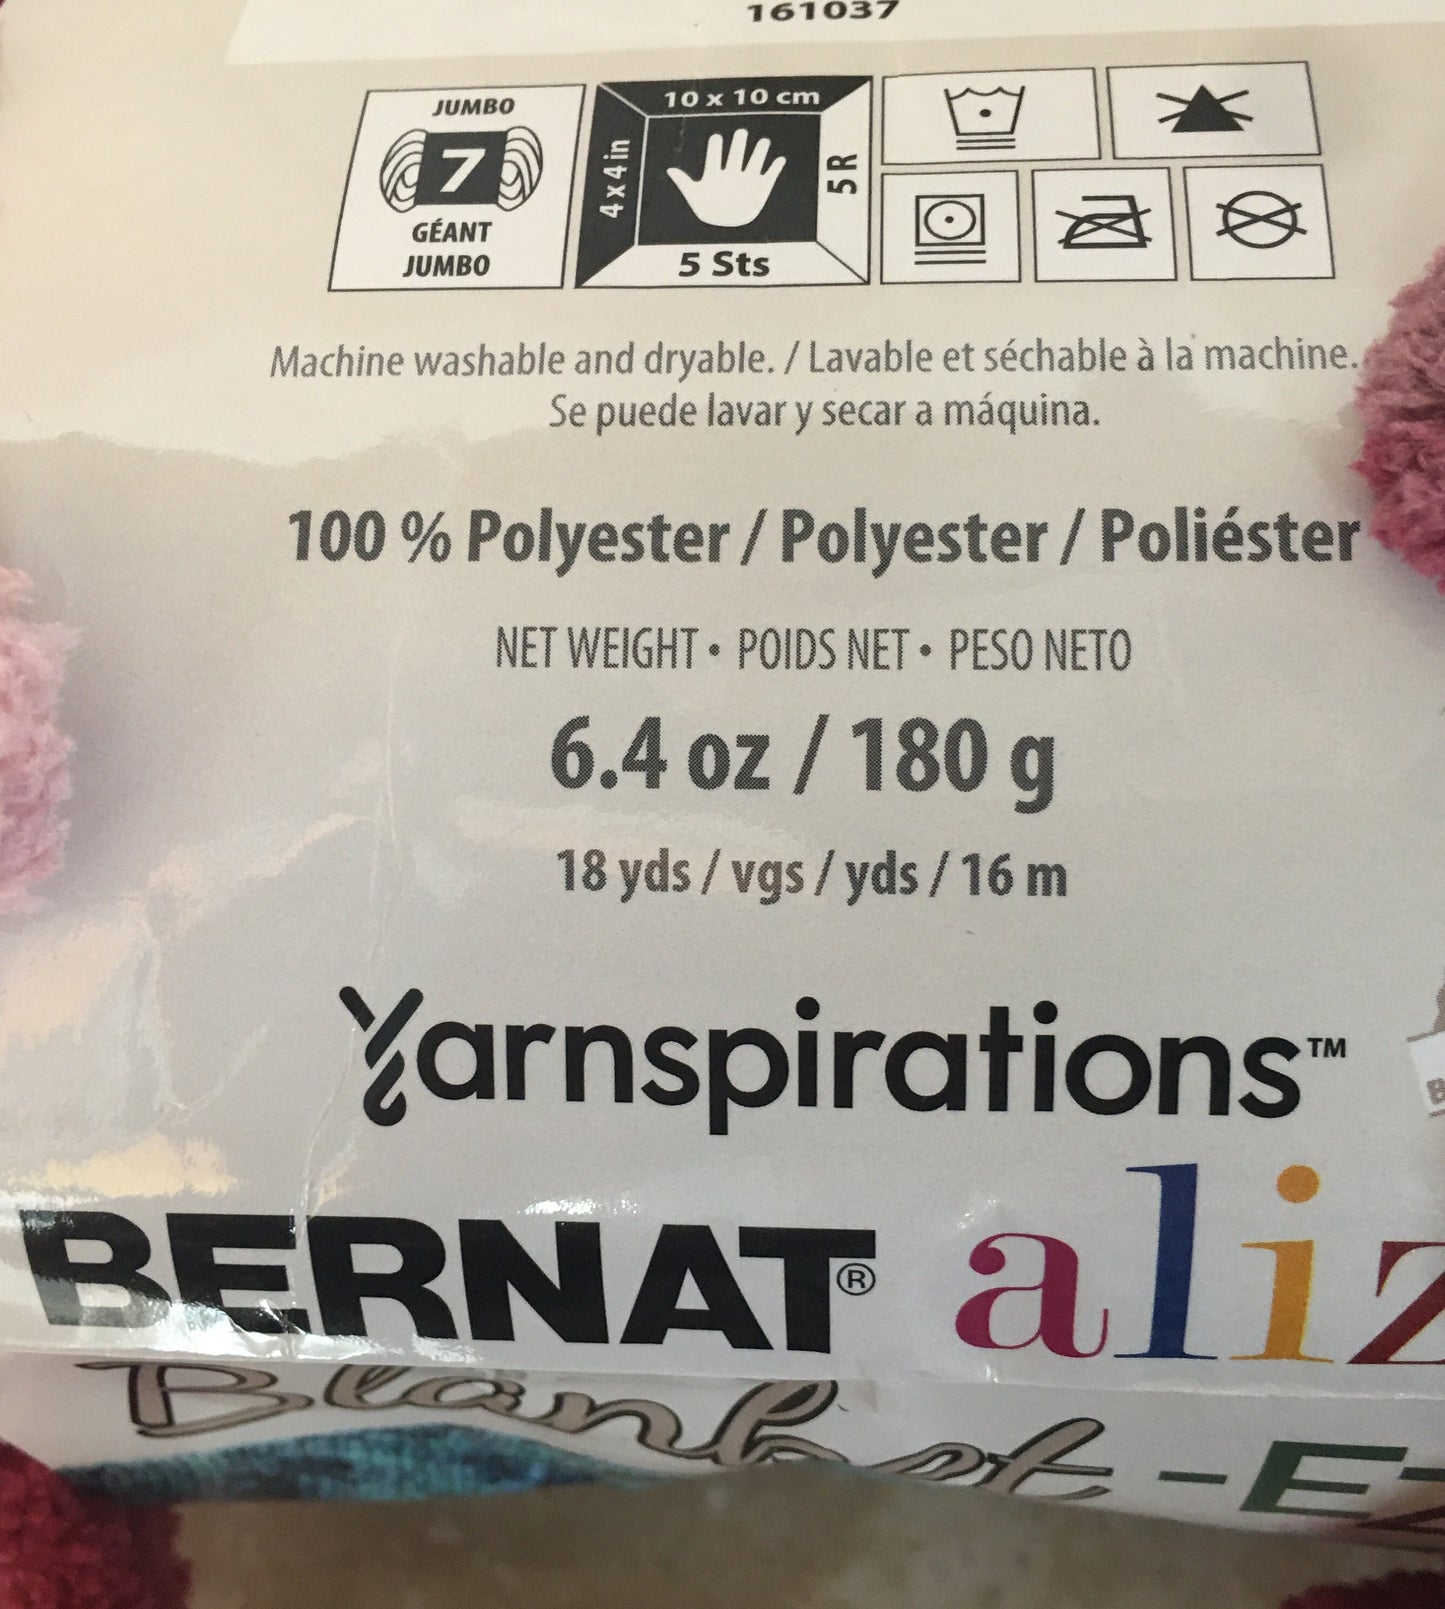 161037
JUMBO
7
GÉANT
JUMBO
10 x 10 cm
4 x 4 in
5 R
5 Sts
Machine washable and dryable. / Lavable et séchable à la machine.
Se puede lavar y secar a máquina.
100 % Polyester / Polyester / Poliéster
NET WEIGHT • POIDS NET • PESO NETO
6.4 oz / 180 g
18 yds / vgs / yds / 16 m
Yarnspirations™
BERNAT® aliz
Blanket -EZ